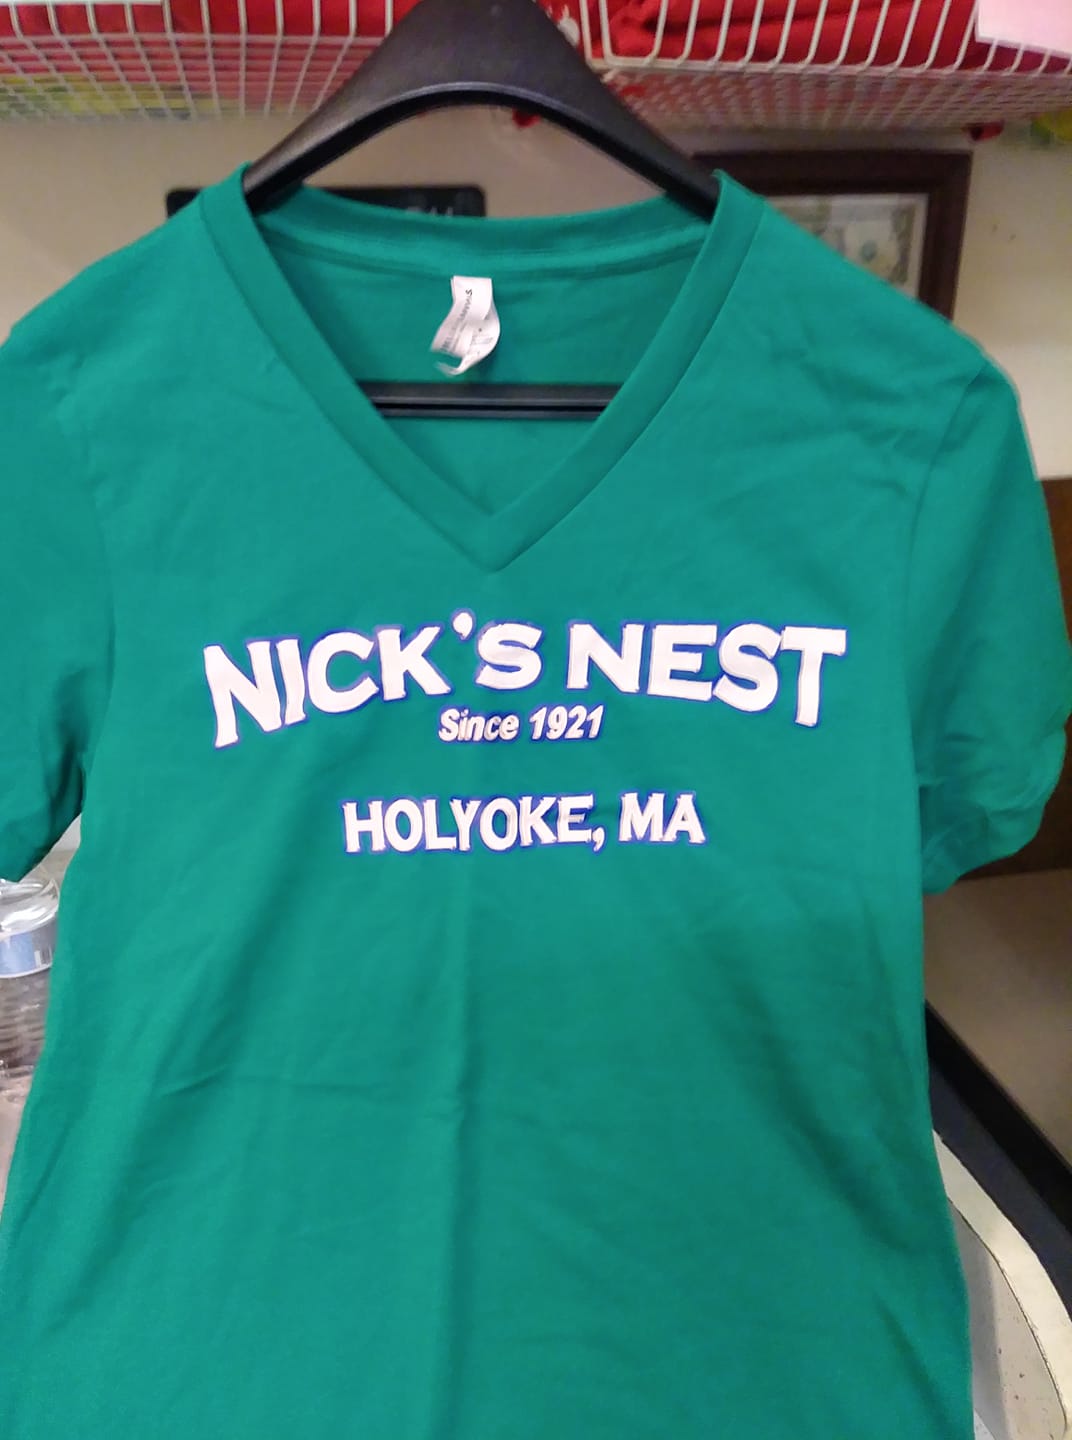 NICK'S NEST
Since 1921
HOLYOKE, MA